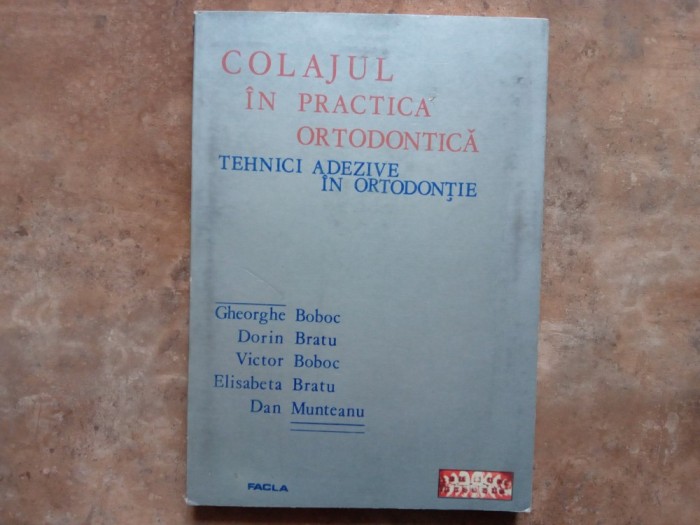 COLAJUL
ÎN PRACTICA
ORTODONTICĂ
TEHNICI ADEZIVE
ÎN ORTODONȚIE
Gheorghe Boboc
Dorin Bratu
Victor Boboc
Elisabeta Bratu
Dan Munteanu
FACLA